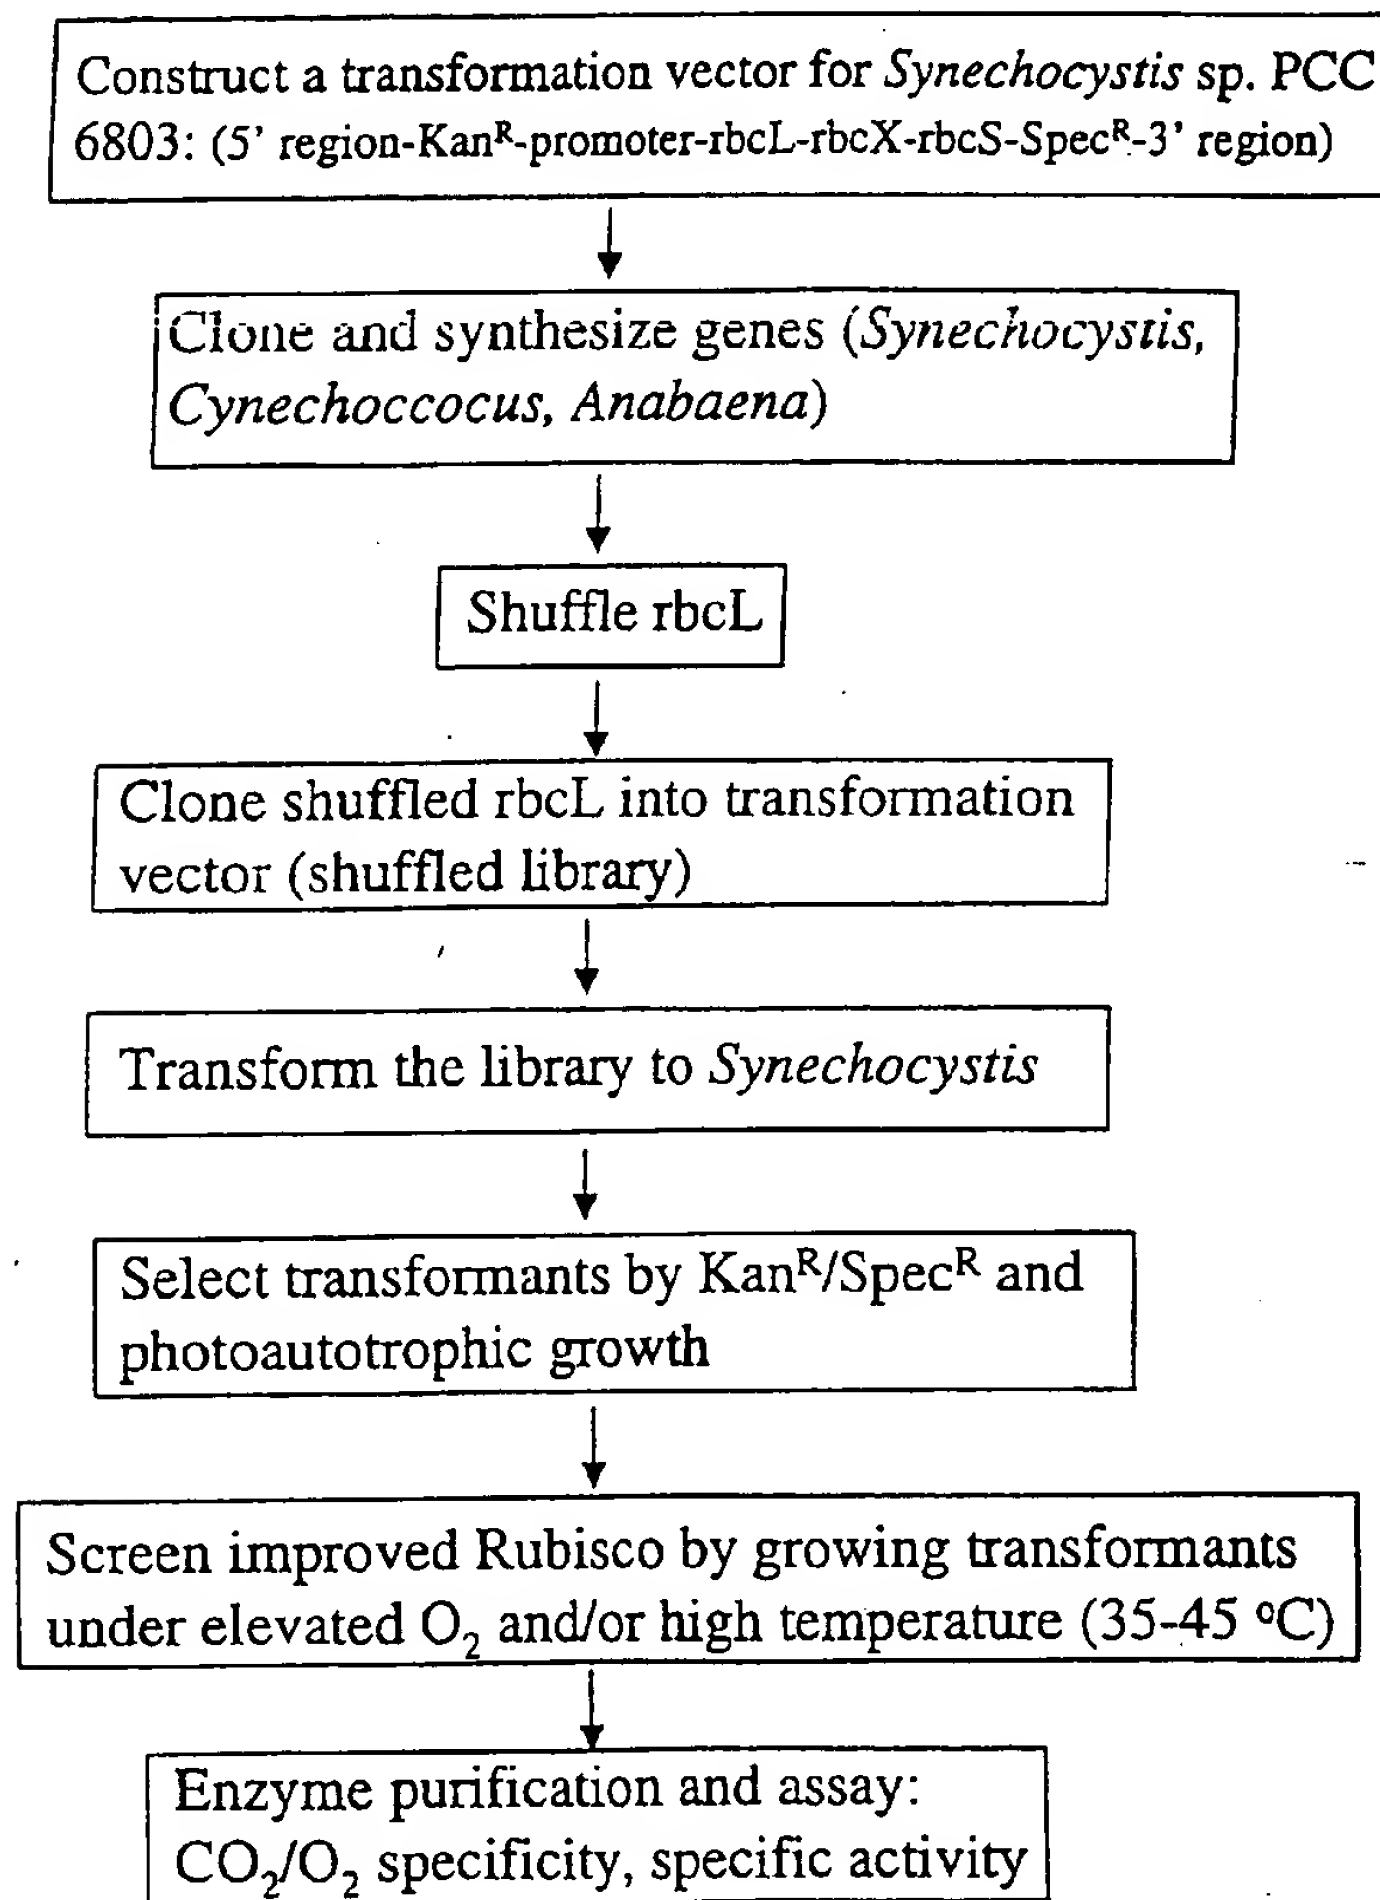 Construct a transformation vector for Synechocystis sp. PCC
6803: (5' region-Kanᴿ-promoter-rbcL-rbcX-rbcS-Specᴿ-3' region)
Clone and synthesize genes (Synechocystis,
Cynechoccocus, Anabaena)
Shuffle rbcL
Clone shuffled rbcL into transformation
vector (shuffled library)
Transform the library to Synechocystis
Select transformants by Kanᴿ/Specᴿ and
photoautotrophic growth
Screen improved Rubisco by growing transformants
under elevated O₂ and/or high temperature (35-45 °C)
Enzyme purification and assay:
CO₂/O₂ specificity, specific activity